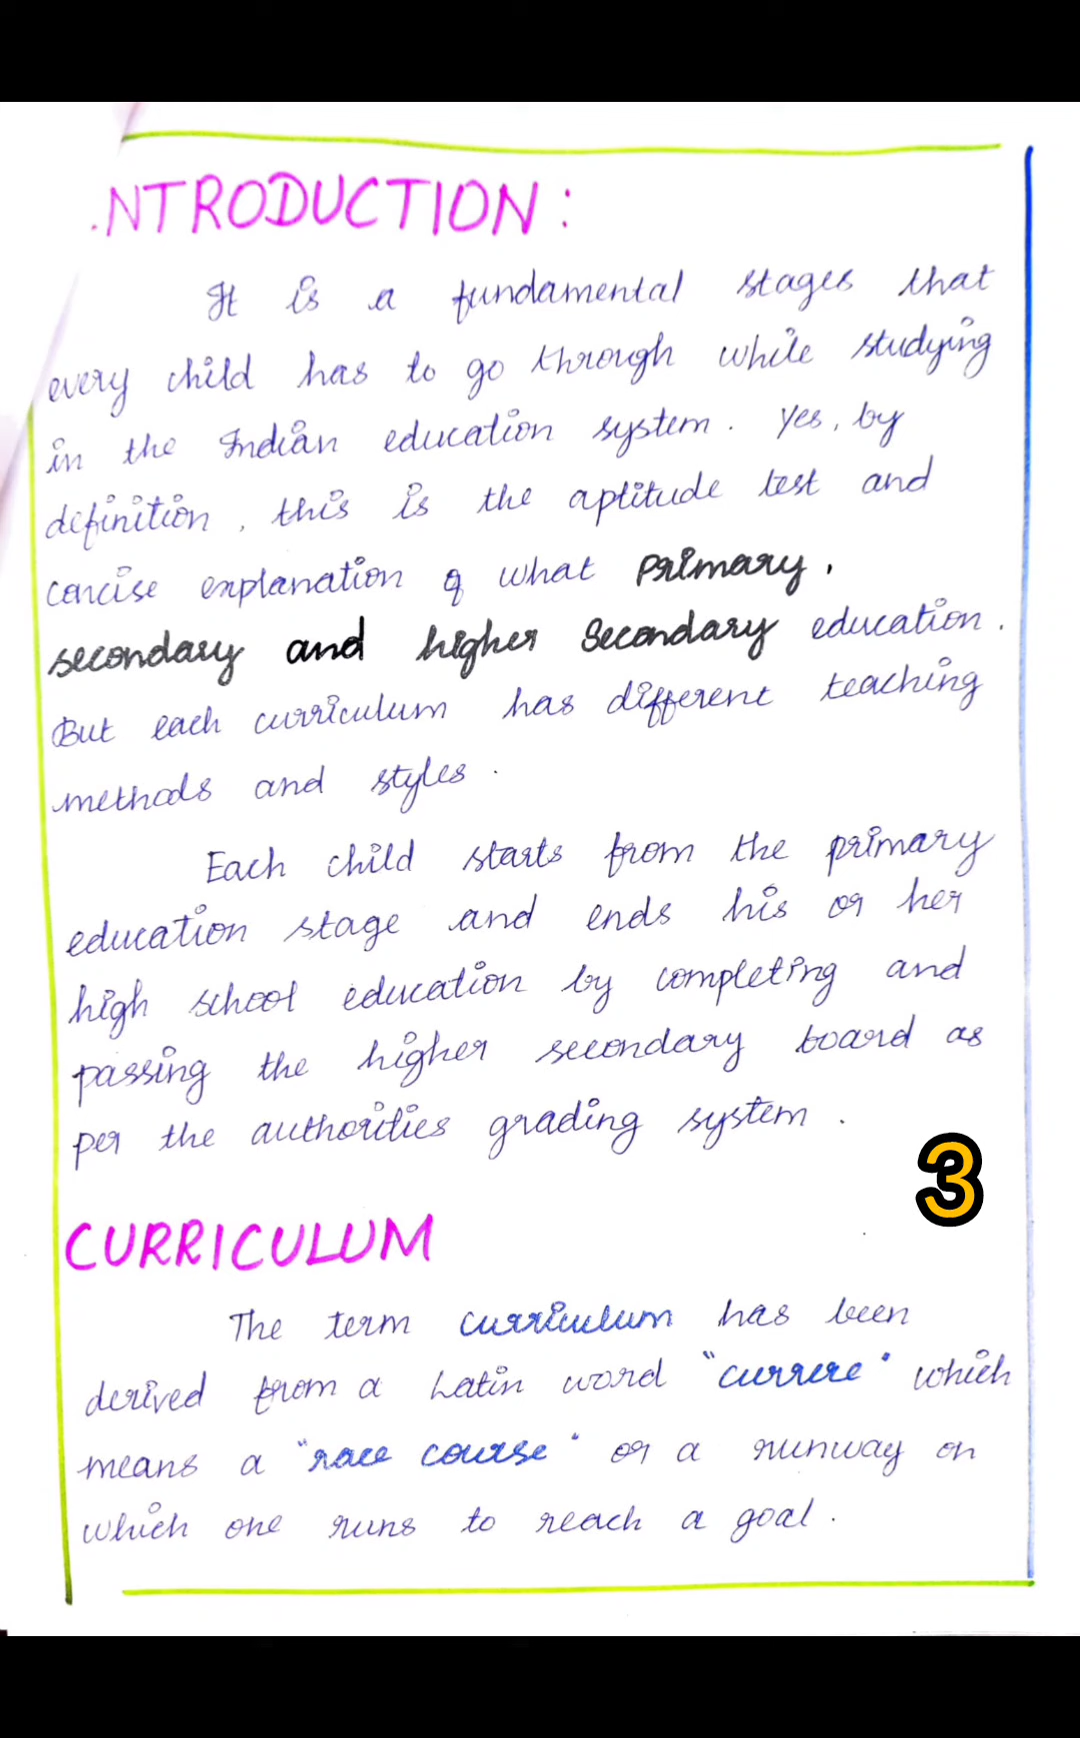 NTRODUCTION:
It is a fundamental stages that
every child has to go through while studying
in the Indian education system. Yes, by
definition, this is the aptitude test and
concise explanation of what primary,
secondary and higher Secondary education.
But each curriculum has different teaching
methods and styles.
Each child starts from the primary
education stage and ends his or her
high school education by completing and
passing the higher secondary board as
per the authorities grading system.
3
CURRICULUM
The term curriculum has been
derived from a Latin word "currere" which
means a "race course" or a runway on
which one runs to reach a goal.